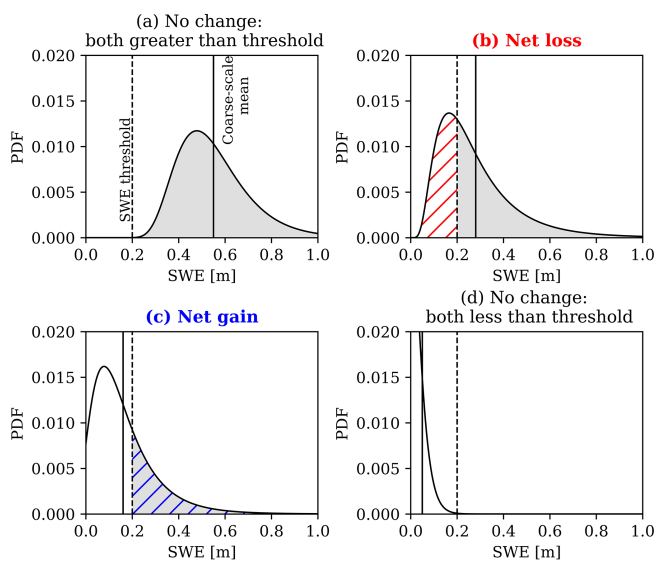 (a) No change:
both greater than threshold
0.020
0.015
0.010
0.005
0.000
PDF
SWE threshold
Coarse-scale
mean
0.0 0.2 0.4 0.6 0.8 1.0
SWE [m]
(b) Net loss
0.020
0.015
0.010
0.005
0.000
PDF
0.0 0.2 0.4 0.6 0.8 1.0
SWE [m]
(c) Net gain
0.020
0.015
0.010
0.005
0.000
PDF
0.0 0.2 0.4 0.6 0.8 1.0
SWE [m]
(d) No change:
both less than threshold
0.020
0.015
0.010
0.005
0.000
PDF
0.0 0.2 0.4 0.6 0.8 1.0
SWE [m]